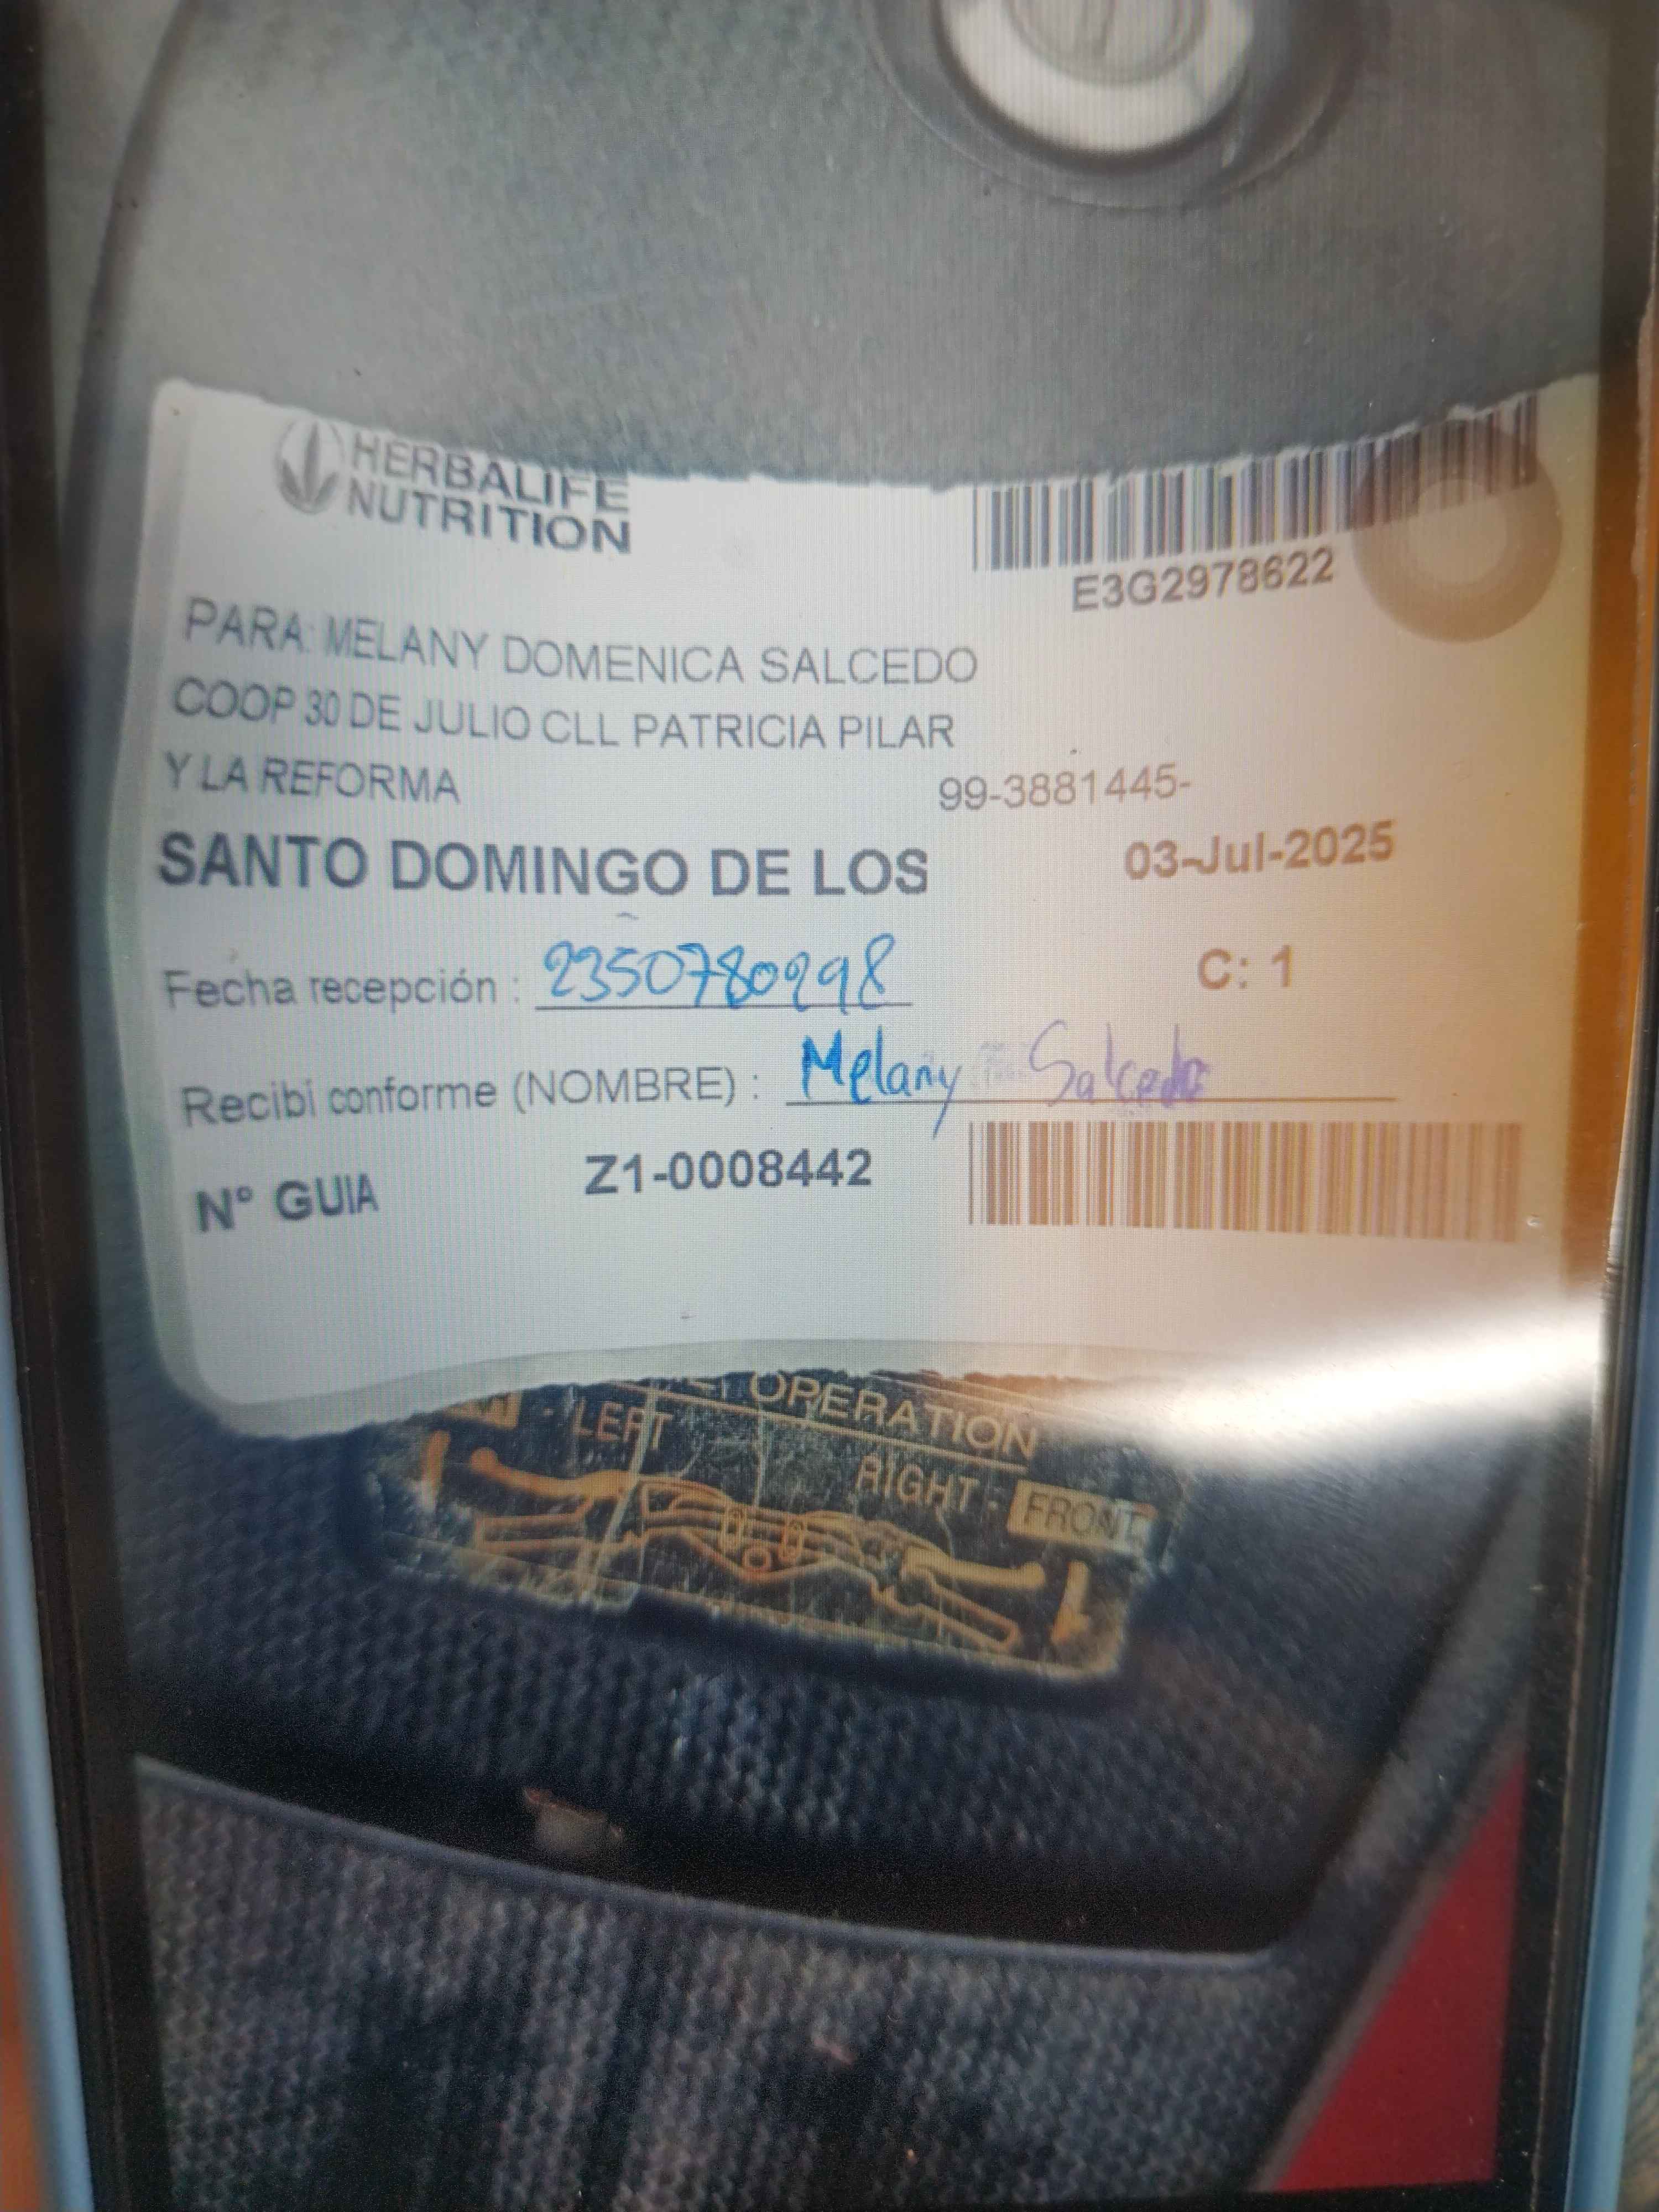 HERBALIFE
NUTRITION
E3G2978622
PARA: MELANY DOMENICA SALCEDO
COOP 30 DE JULIO CLL PATRICIA PILAR
Y LA REFORMA 99-3881445-
SANTO DOMINGO DE LOS 03-Jul-2025
Fecha recepción : 2350780298 C: 1
Recibi conforme (NOMBRE) : Melany Salcedo
N° GUIA Z1-0008442
OPERATION
- LEFT
RIGHT - FRONT